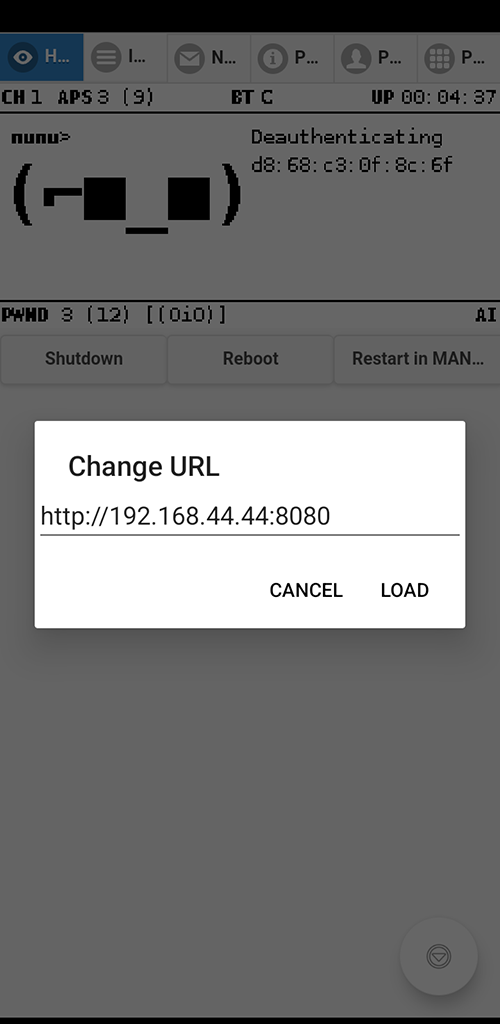 H... I... N... P... P... P...
CH 1 APS 3 (9) BT C UP 00:04:37
nunu> Deauthenticating
d8:68:c3:0f:8c:6f
(⌐■_■)
PWND 3 (12) [(0i0)] AI
Shutdown Reboot Restart in MAN...
Change URL
http://192.168.44.44:8080
CANCEL LOAD